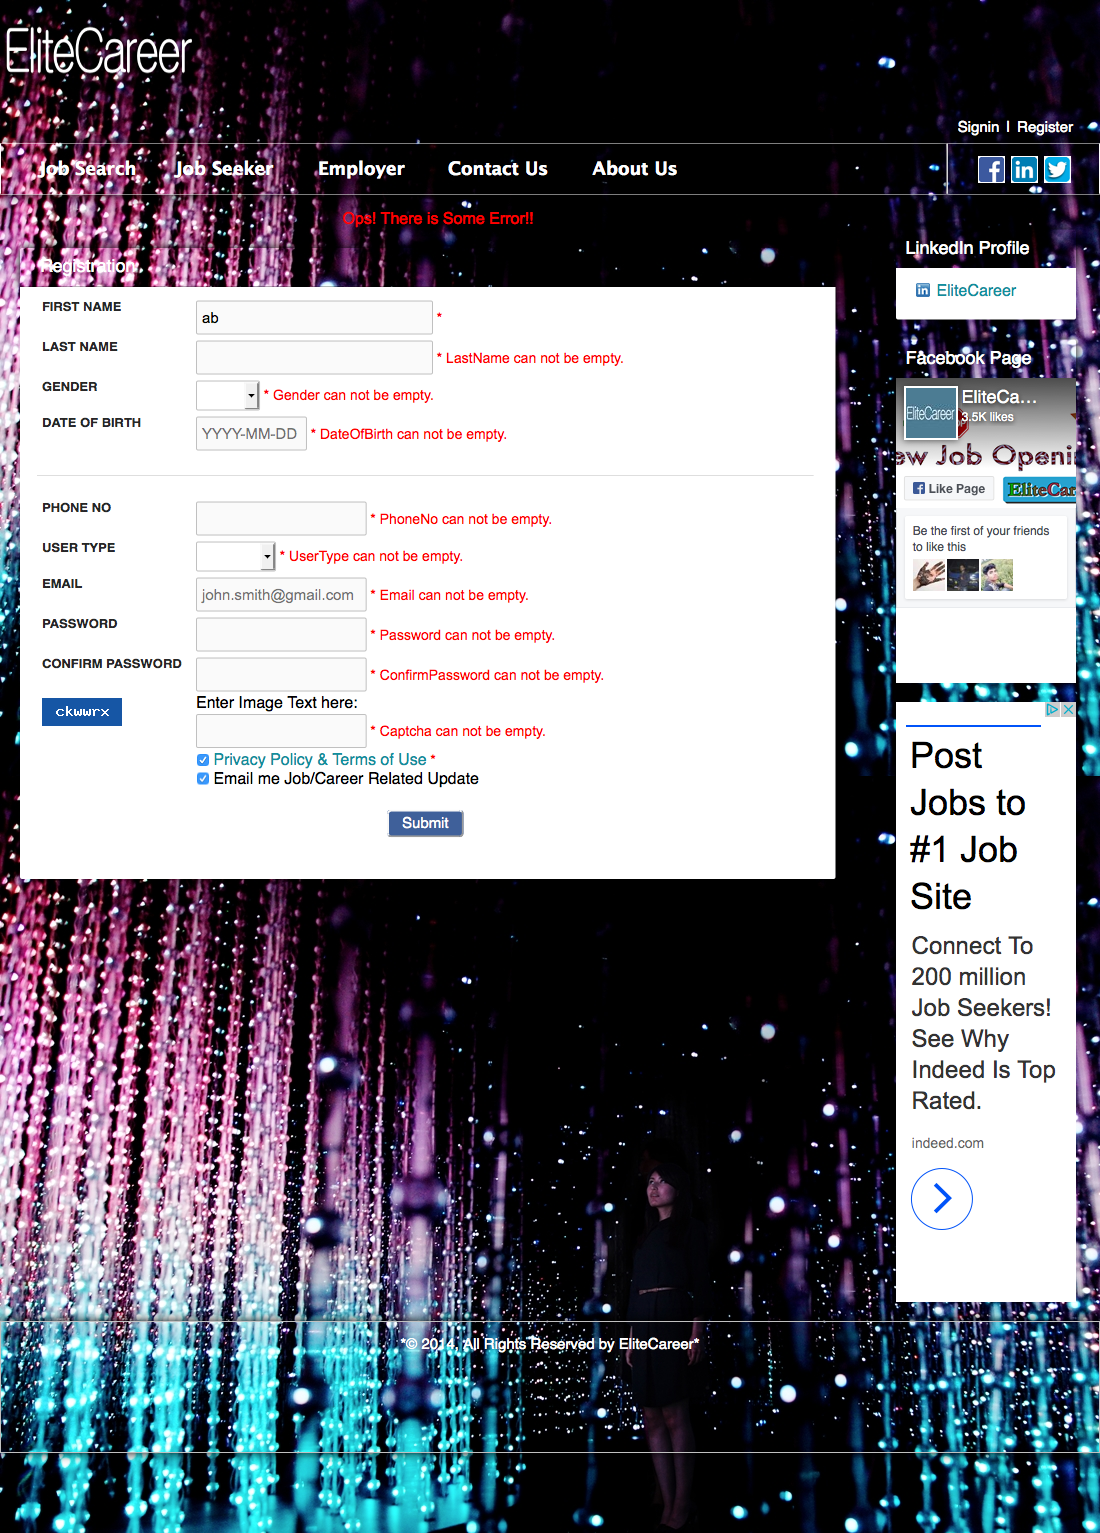 EliteCareer
Signin | Register
Job Search Job Seeker Employer Contact Us About Us
Ops! There is Some Error!!
Registration
FIRST NAME ab *
LAST NAME * LastName can not be empty.
GENDER * Gender can not be empty.
DATE OF BIRTH YYYY-MM-DD * DateOfBirth can not be empty.
PHONE NO * PhoneNo can not be empty.
USER TYPE * UserType can not be empty.
EMAIL john.smith@gmail.com * Email can not be empty.
PASSWORD * Password can not be empty.
CONFIRM PASSWORD * ConfirmPassword can not be empty.
Enter Image Text here:
ckwwrx * Captcha can not be empty.
Privacy Policy & Terms of Use *
Email me Job/Career Related Update
Submit
LinkedIn Profile
EliteCareer
Facebook Page
EliteCareer
EliteCa...
3.5K likes
ew Job Openi
Like Page
EliteCar
Be the first of your friends
to like this
Post
Jobs to
#1 Job
Site
Connect To
200 million
Job Seekers!
See Why
Indeed Is Top
Rated.
indeed.com
*© 2014, All Rights Reserved by EliteCareer*